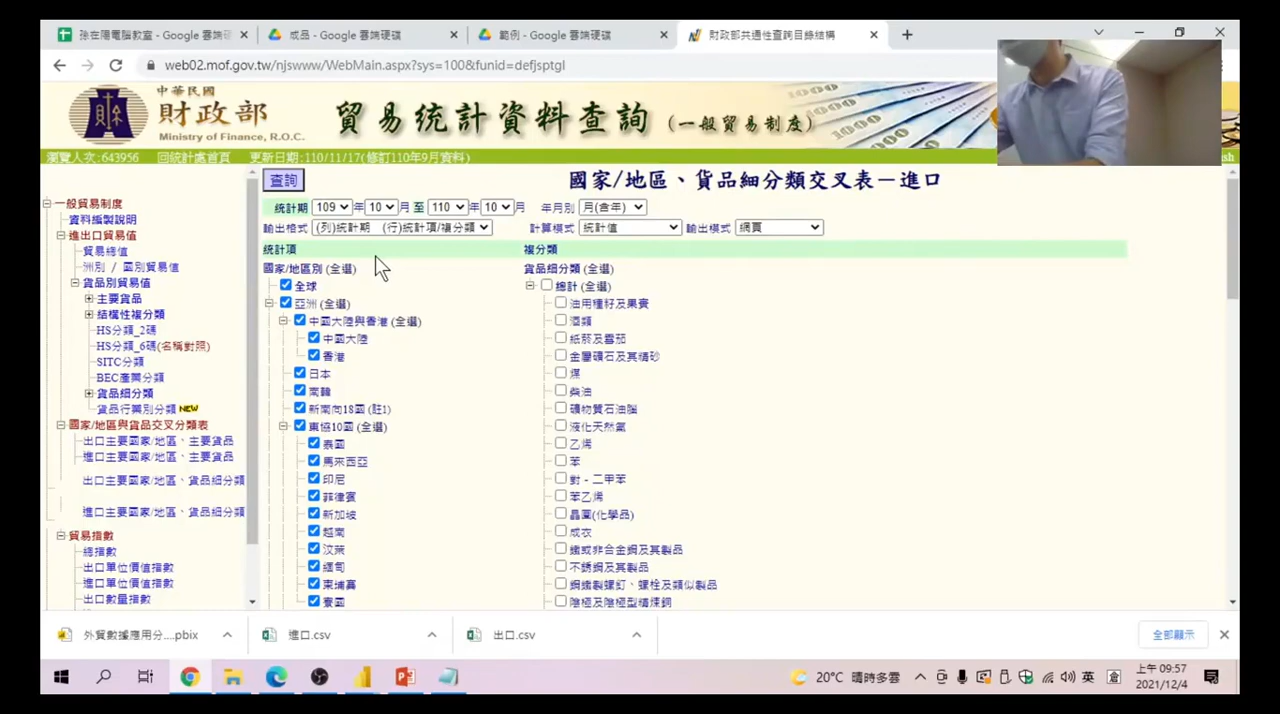 孫在陽電腦教室 - Google 雲端硬
成品 - Google 雲端硬碟
範例 - Google 雲端硬碟
財政部共通性查詢目錄結構
web02.mof.gov.tw/njswww/WebMain.aspx?sys=100&funid=defjsptgl
中華民國
財政部
Ministry of Finance, R.O.C.
貿易統計資料查詢 (一般貿易制度)
瀏覽人次:643956 回統計處首頁 更新日期:110/11/17(修訂110年9月資料)
sh
查詢
國家/地區、貨品細分類交叉表－進口
統計期 109 年 10 月 至 110 年 10 月 年月別 月(含年)
輸出格式 (列)統計期 (行)統計項/複分類 計算模式 統計值 輸出模式 網頁
統計項
複分類
國家/地區別 (全選)
全球
亞洲 (全選)
中國大陸與香港 (全選)
中國大陸
香港
日本
南韓
新南向18國 (註1)
東協10國 (全選)
泰國
馬來西亞
印尼
菲律賓
新加坡
越南
汶萊
緬甸
柬埔寨
寮國
貨品細分類 (全選)
總計 (全選)
油用種籽及果實
酒類
紙菸及雪茄
金屬礦石及其精砂
煤
柴油
礦物質石油腦
液化天然氣
乙烯
苯
對 - 二甲苯
苯乙烯
晶圓(化學品)
成衣
鐵或非合金鋼及其製品
不銹鋼及其製品
鋼鐵製螺釘、螺栓及類似製品
陰極及陰極型精煉銅
一般貿易制度
資料編製說明
進出口貿易值
貿易總值
洲別 / 國別貿易值
貨品別貿易值
主要貨品
結構性複分類
HS分類_2碼
HS分類_6碼(名稱對照)
SITC分類
BEC產業分類
貨品細分類
貨品行業別分類 NEW
國家/地區與貨品交叉分類表
出口主要國家/地區、主要貨品
進口主要國家/地區、主要貨品
出口主要國家/地區、貨品細分類
進口主要國家/地區、貨品細分類
貿易指數
總指數
出口單位價值指數
進口單位價值指數
出口數量指數
外貿數據應用分....pbix
進口.csv
出口.csv
全部顯示
20°C 晴時多雲
英
倉
上午 09:57
2021/12/4